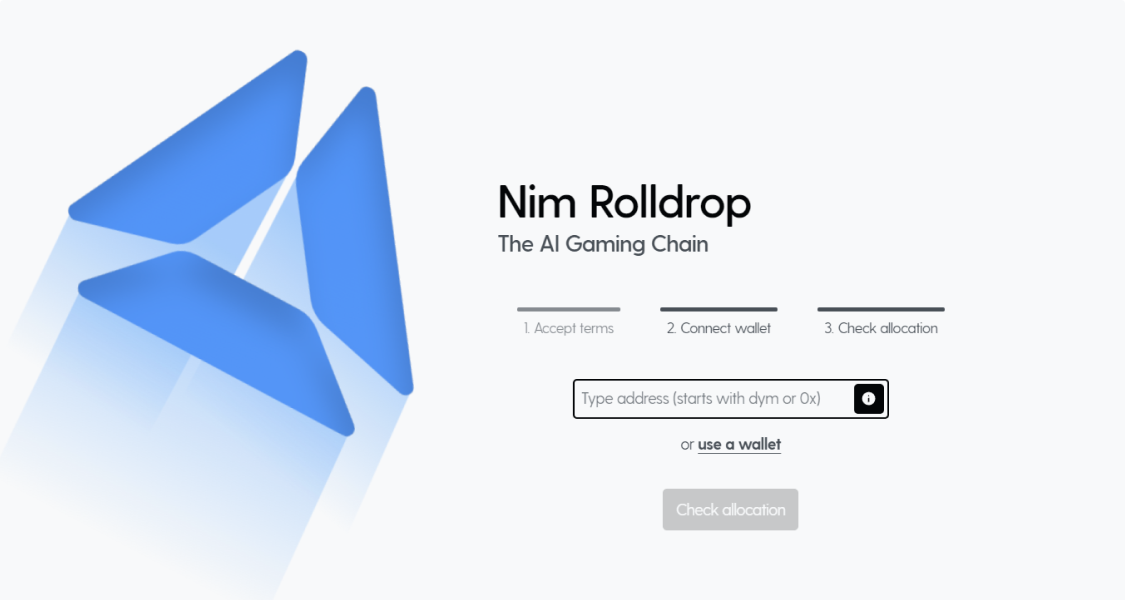 Nim Rolldrop
The AI Gaming Chain
1. Accept terms
2. Connect wallet
3. Check allocation
Type address (starts with dym or 0x)
or use a wallet
Check allocation